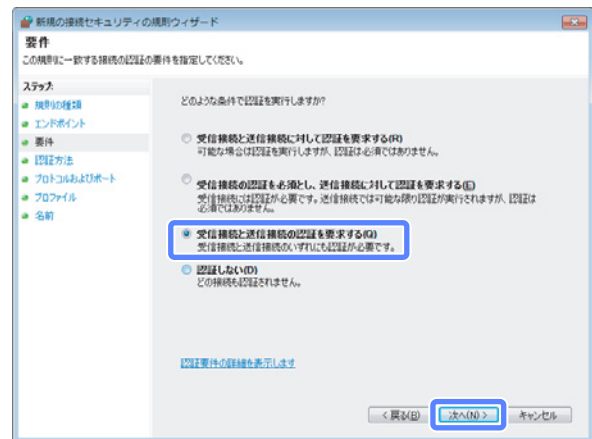 新規の接続セキュリティの規則ウィザード
要件
この規則に一致する接続の認証の要件を指定してください。
ステップ:
規則の種類
エンドポイント
要件
認証方法
プロトコルおよびポート
プロファイル
名前
どのような条件で認証を実行しますか?
受信接続と送信接続に対して認証を要求する(R)
可能な場合は認証を実行しますが、認証は必須ではありません。
受信接続の認証を必須とし、送信接続に対して認証を要求する(E)
受信接続には認証が必要です。送信接続では可能な限り認証が実行されますが、認証は
必須ではありません。
受信接続と送信接続の認証を要求する(Q)
受信接続と送信接続のいずれにも認証が必要です。
認証しない(D)
どの接続も認証されません。
認証要件の詳細を表示します
< 戻る(B)
次へ(N) >
キャンセル